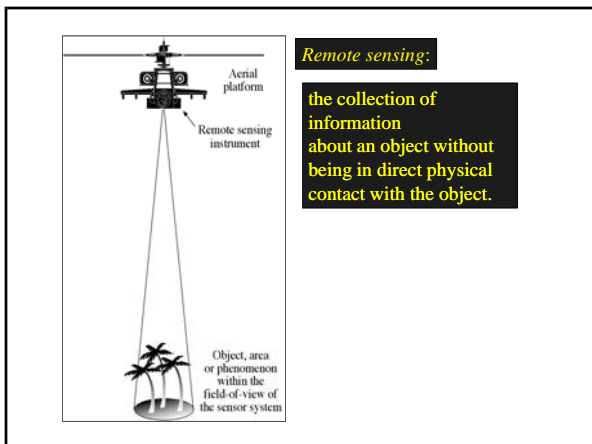 Aerial
platform
Remote sensing
instrument
Object, area
or phenomenon
within the
field-of-view of
the sensor system
Remote sensing:
the collection of
information
about an object without
being in direct physical
contact with the object.